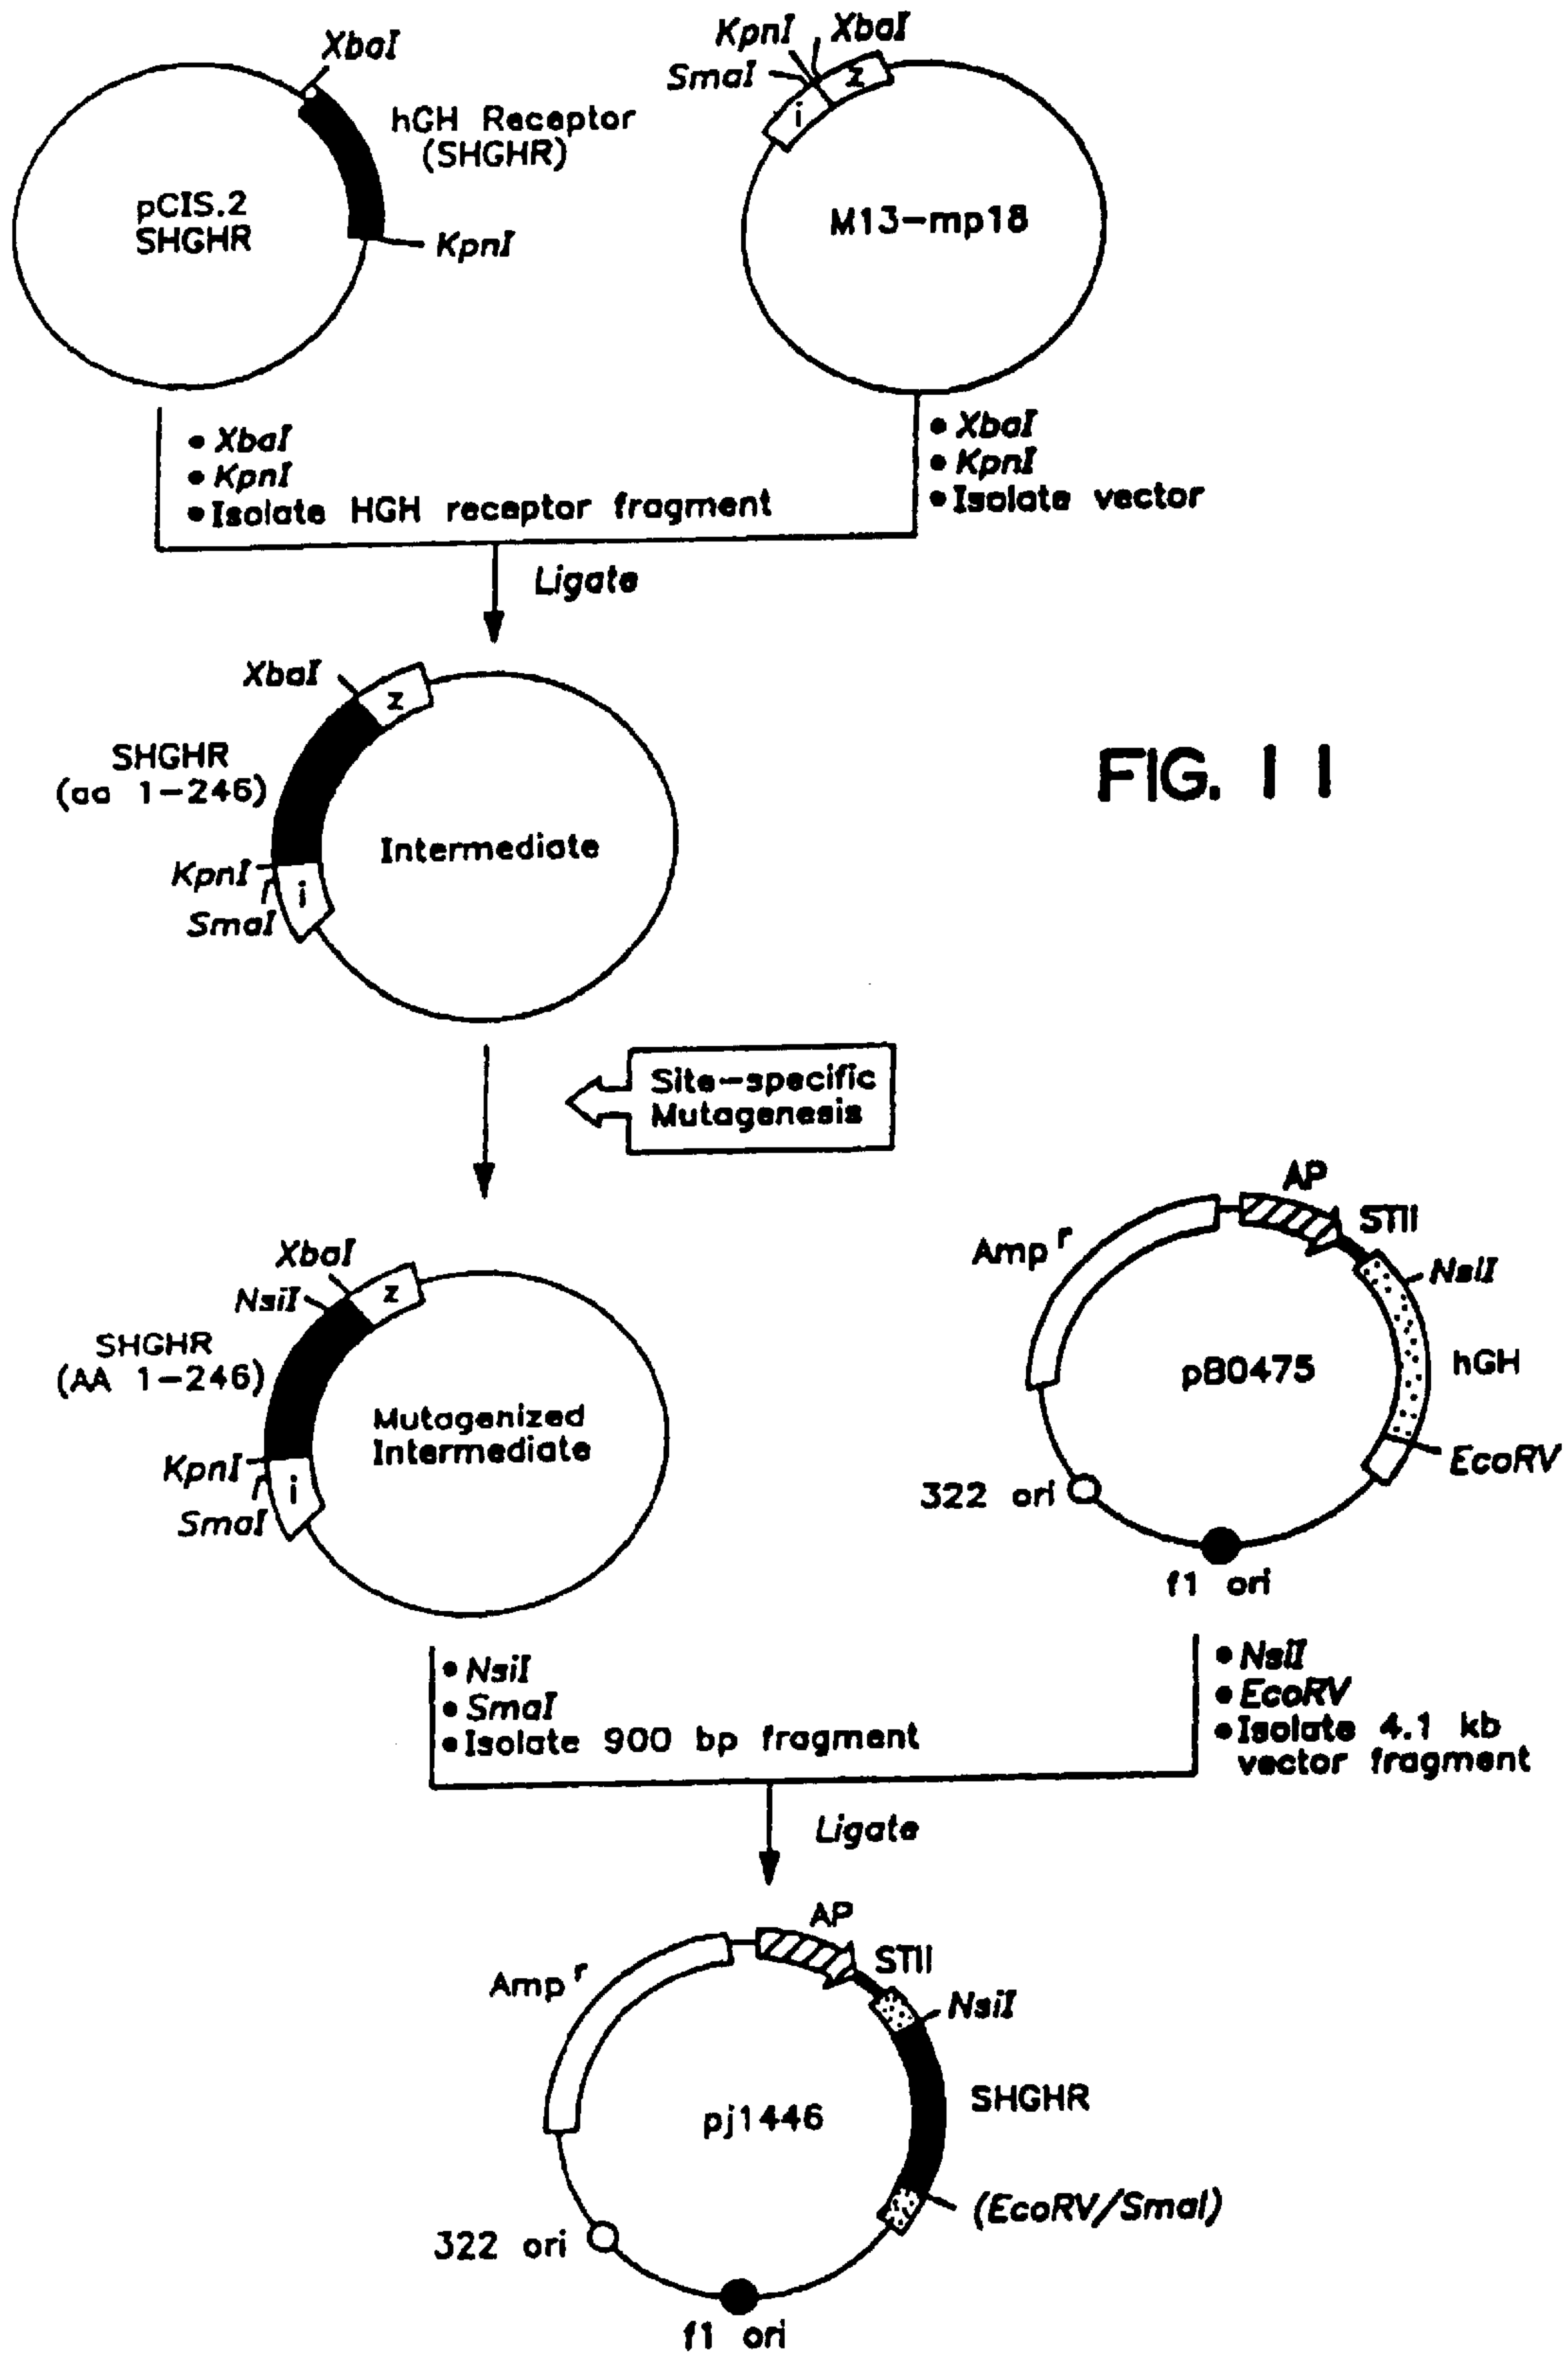 XbaI
hGH Receptor
(SHGHR)
pCIS.2
SHGHR
KpnI
KpnI XbaI
SmaI
z
i
M13-mp18
• XbaI
• KpnI
• Isolate HGH receptor fragment
• XbaI
• KpnI
• Isolate vector
Ligate
XbaI
z
SHGHR
(aa 1-246)
Intermediate
KpnI
i
SmaI
FIG. 11
Site-specific
Mutagenesis
XbaI
z
NsiI
SHGHR
(AA 1-246)
Mutagenized
Intermediate
KpnI
i
SmaI
AP
STII
Amp r
NsiI
hGH
pB0475
EcoRV
322 ori
f1 ori
• NsiI
• SmaI
• Isolate 900 bp fragment
• NsiI
• EcoRV
• Isolate 4.1 kb
vector fragment
Ligate
AP
STII
Amp r
NsiI
SHGHR
pj1446
(EcoRV/SmaI)
322 ori
f1 ori